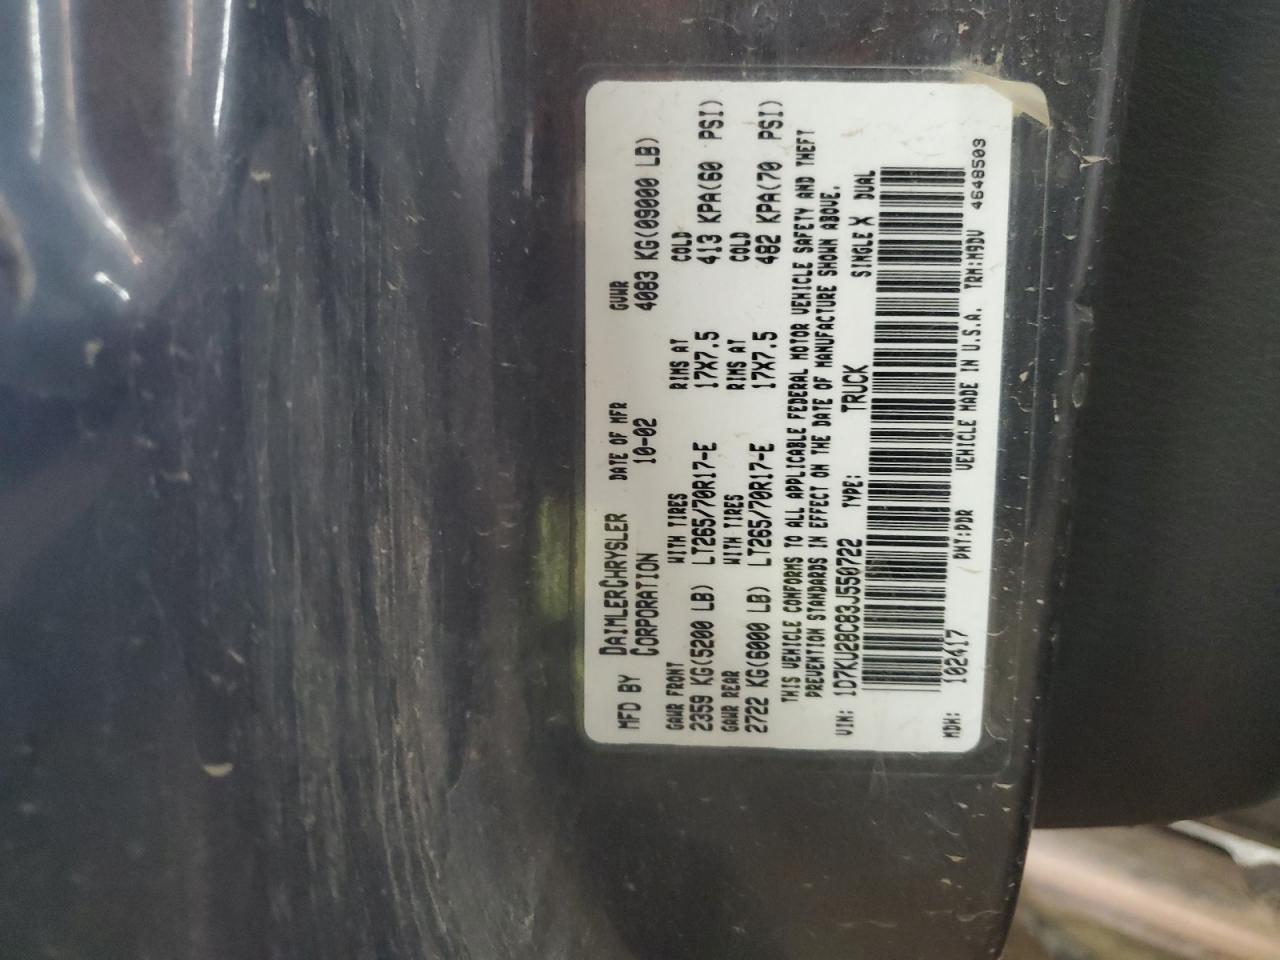 MFD BY DAIMLERCHRYSLER CORPORATION DATE OF MFR 10-02 GVWR 4083 KG(09000 LB)
GAWR FRONT WITH TIRES RIMS AT COLD
2359 KG(5200 LB) LT265/70R17-E 17X7.5 413 KPA(60 PSI)
GAWR REAR WITH TIRES RIMS AT COLD
2722 KG(6000 LB) LT265/70R17-E 17X7.5 482 KPA(70 PSI)
THIS VEHICLE CONFORMS TO ALL APPLICABLE FEDERAL MOTOR VEHICLE SAFETY AND THEFT
PREVENTION STANDARDS IN EFFECT ON THE DATE OF MANUFACTURE SHOWN ABOVE.
VIN: 1D7KU28C83J550722 TYPE: TRUCK SINGLE X DUAL
MDH: 102417 PNT:PDR VEHICLE MADE IN U.S.A. TRM:M9DV 4648503